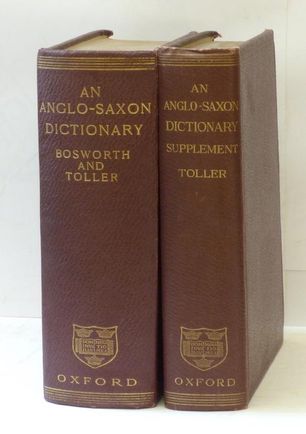 AN
ANGLO-SAXON
DICTIONARY
BOSWORTH
AND
TOLLER
OXFORD
AN
ANGLO-SAXON
DICTIONARY
SUPPLEMENT
TOLLER
OXFORD